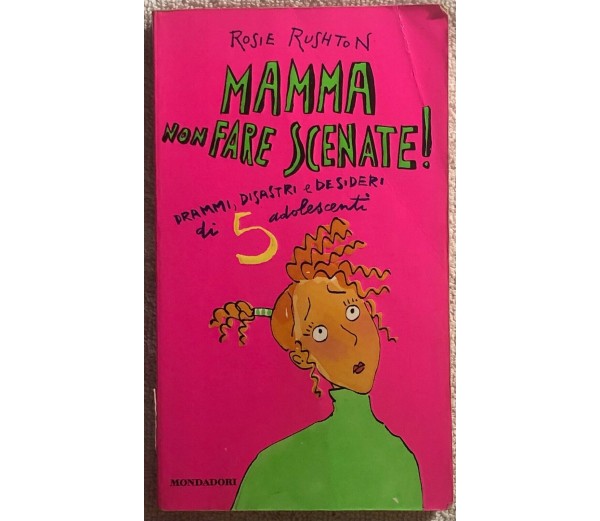 ROSIE RUSHTON
MAMMA
NON FARE SCENATE!
DRAMMI, DISASTRI e DESIDERI
di 5 adolescenti
MONDADORI